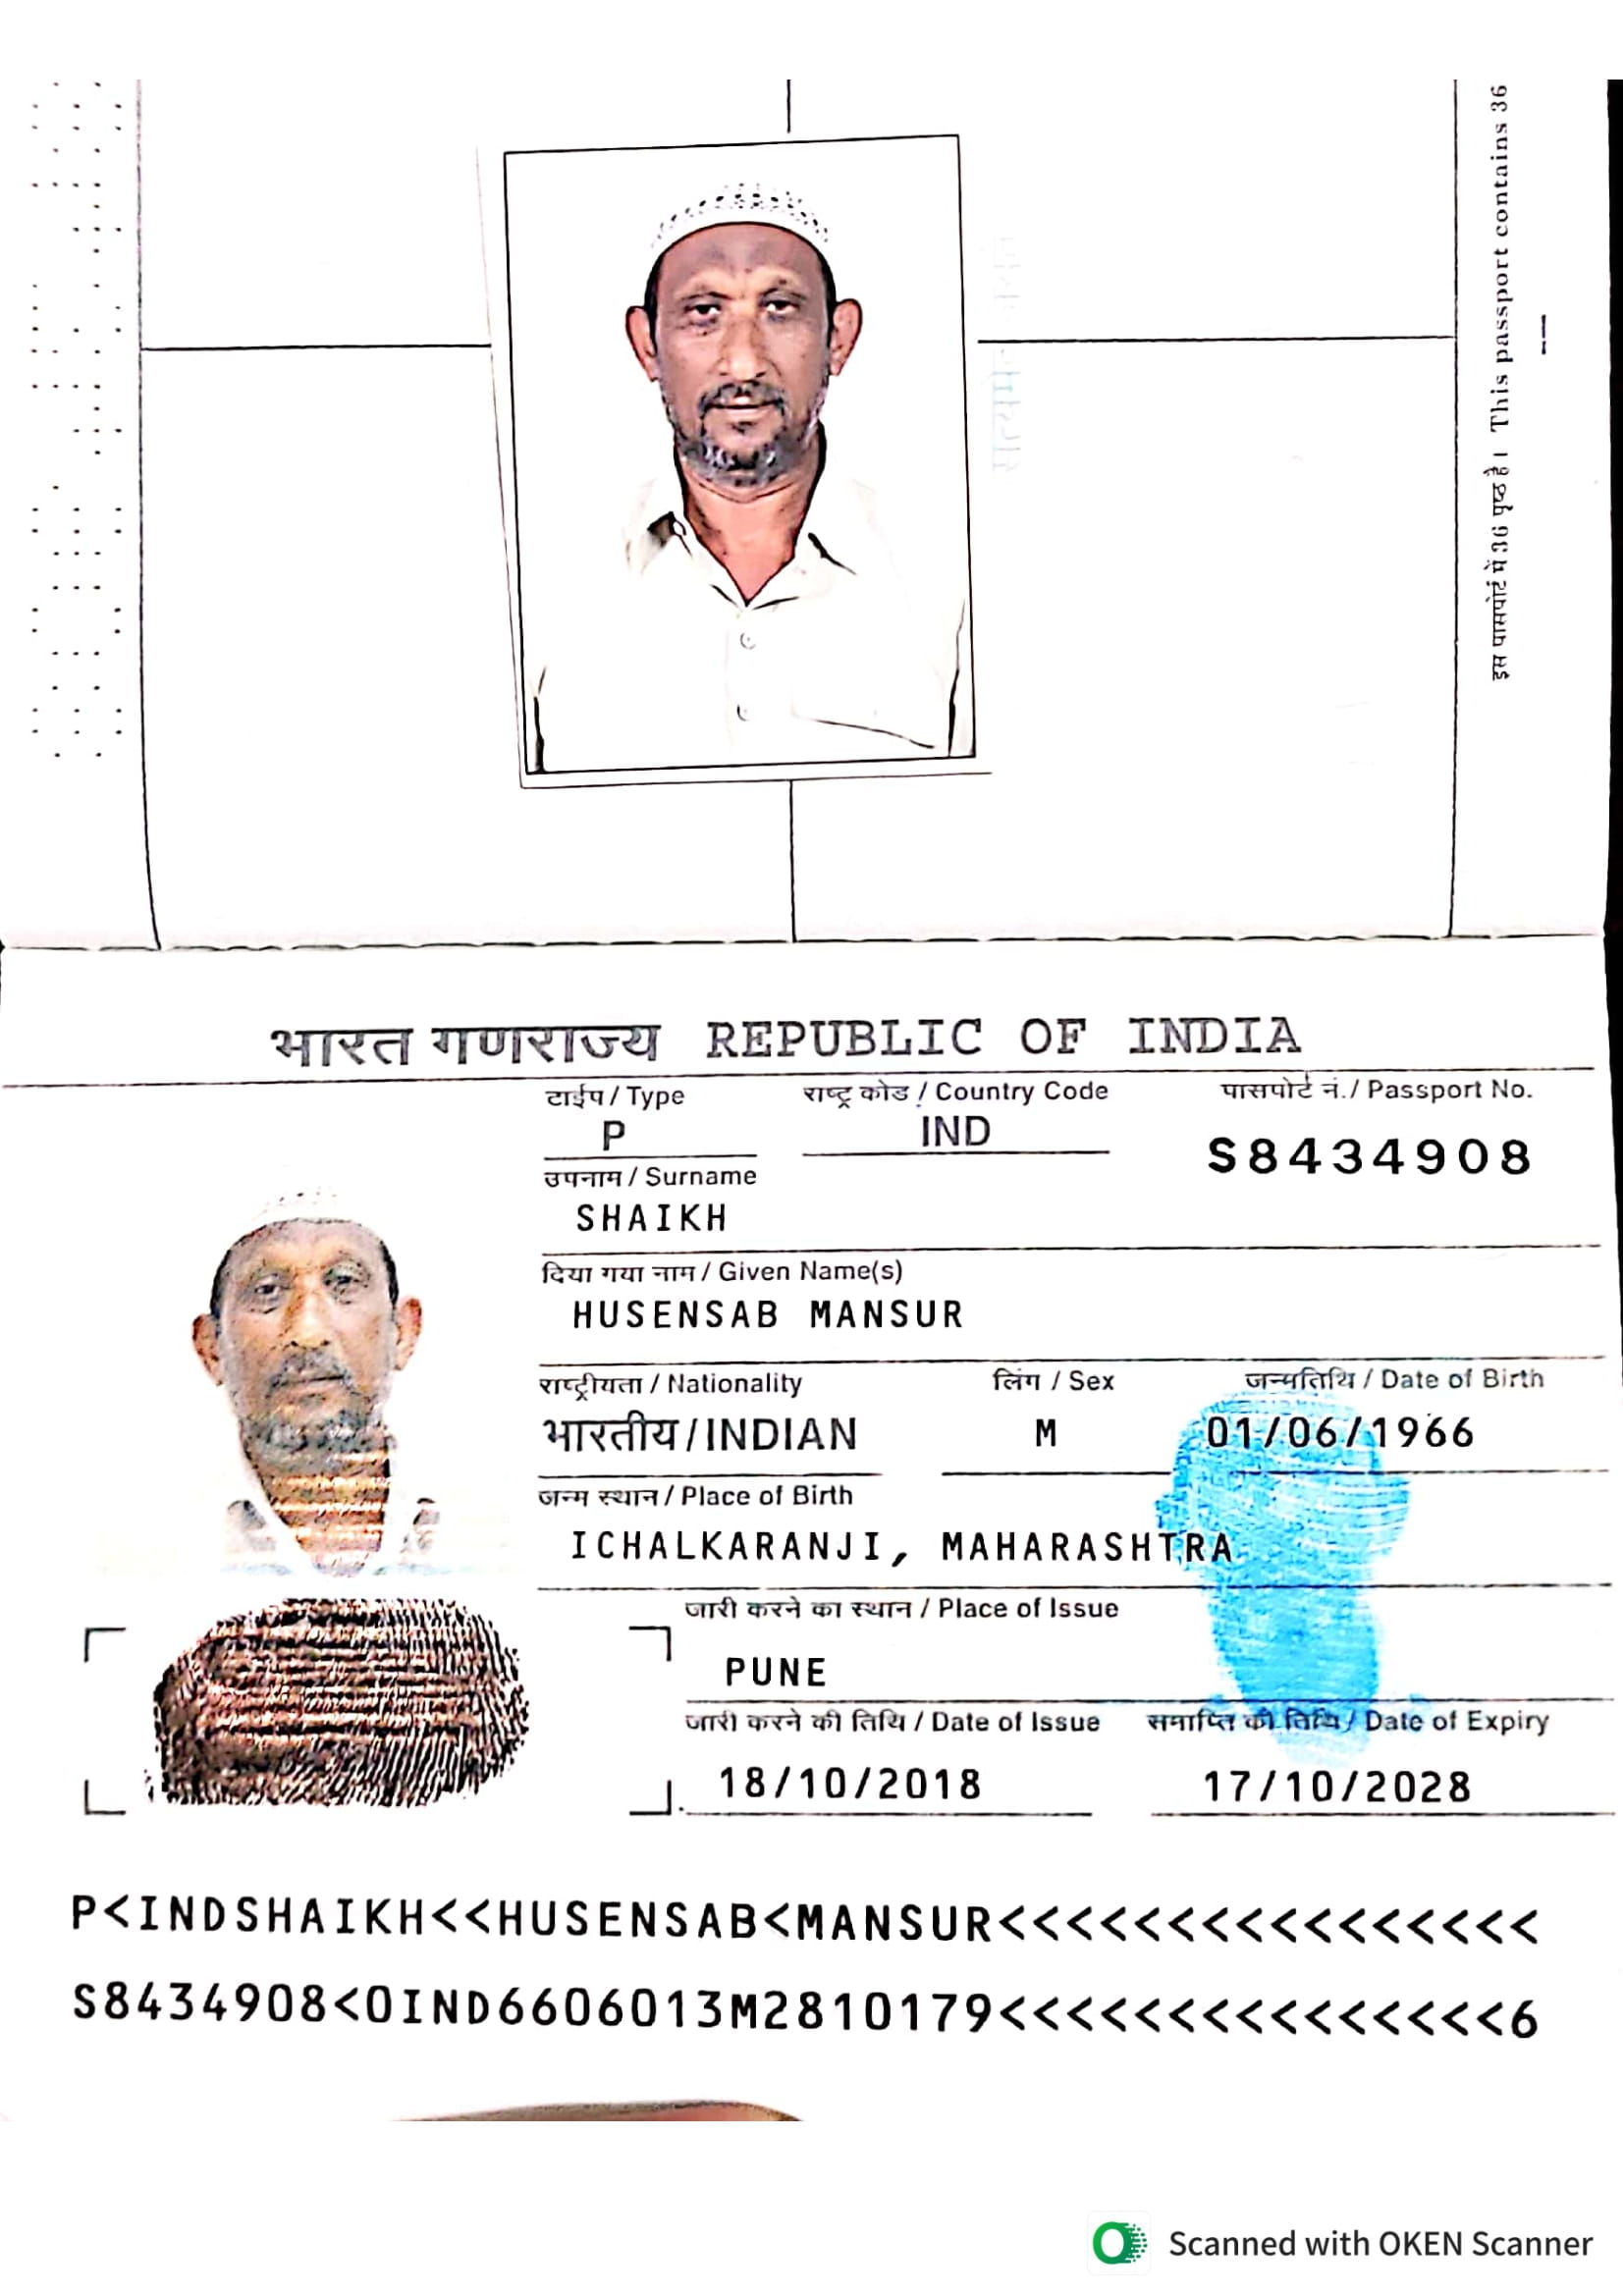 इस पासपोर्ट में 36 पृष्ठ हैं। This passport contains 36
भारत गणराज्य REPUBLIC OF INDIA
टाईप / Type राष्ट्र कोड / Country Code पासपोर्ट नं. / Passport No.
P IND S8434908
उपनाम / Surname
SHAIKH
दिया गया नाम / Given Name(s)
HUSENSAB MANSUR
राष्ट्रीयता / Nationality लिंग / Sex जन्मतिथि / Date of Birth
भारतीय / INDIAN M 01/06/1966
जन्म स्थान / Place of Birth
ICHALKARANJI, MAHARASHTRA
जारी करने का स्थान / Place of Issue
PUNE
जारी करने की तिथि / Date of Issue समाप्ति की तिथि / Date of Expiry
18/10/2018 17/10/2028
P<INDSHAIKH<<HUSENSAB<MANSUR<<<<<<<<<<<<<<<<
S8434908<0IND6606013M2810179<<<<<<<<<<<<<<<6
Scanned with OKEN Scanner